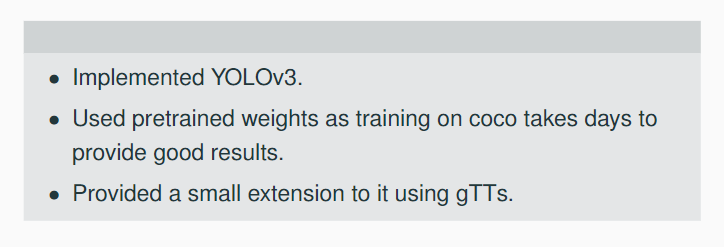 • Implemented YOLOv3.
• Used pretrained weights as training on coco takes days to
provide good results.
• Provided a small extension to it using gTTs.